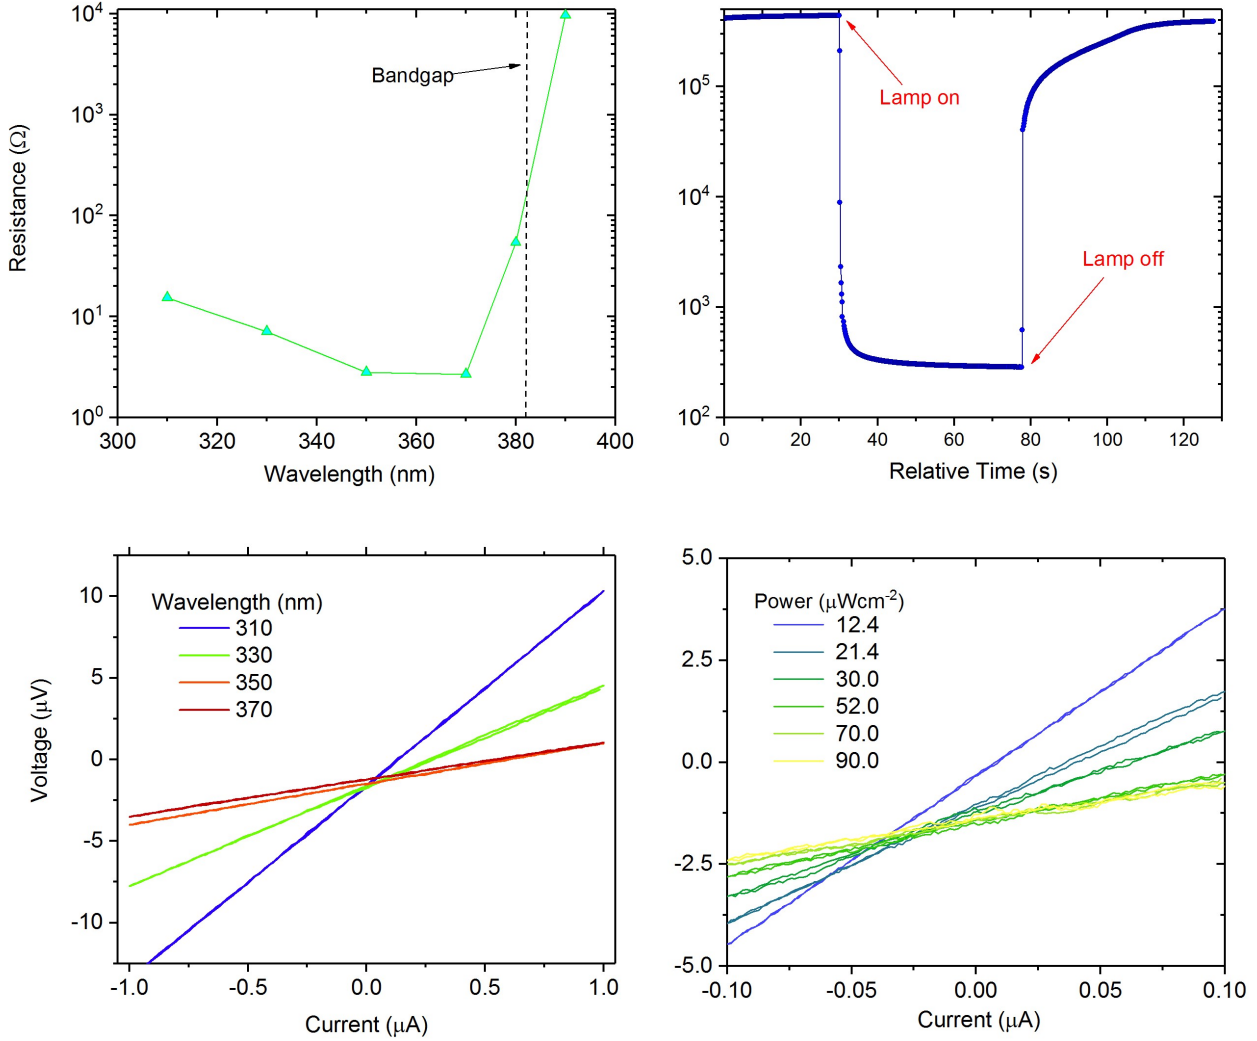 10⁴
10³
10²
10¹
10⁰
Resistance (Ω)
Bandgap
300 320 340 360 380 400
Wavelength (nm)
10⁵
10⁴
10³
10²
Lamp on
Lamp off
0 20 40 60 80 100 120
Relative Time (s)
10
5
0
-5
-10
Voltage (μV)
Wavelength (nm)
310
330
350
370
-1.0 -0.5 0.0 0.5 1.0
Current (μA)
5.0
2.5
0.0
-2.5
-5.0
Power (μWcm⁻²)
12.4
21.4
30.0
52.0
70.0
90.0
-0.10 -0.05 0.00 0.05 0.10
Current (μA)